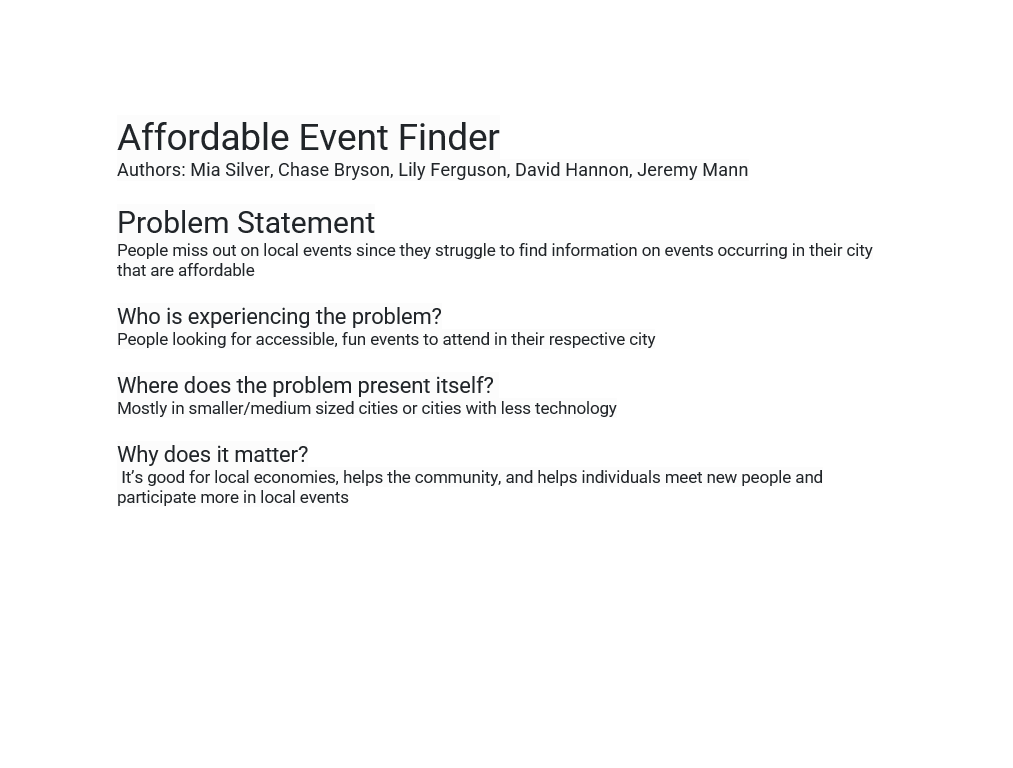 Affordable Event Finder
Authors: Mia Silver, Chase Bryson, Lily Ferguson, David Hannon, Jeremy Mann
Problem Statement
People miss out on local events since they struggle to find information on events occurring in their city
that are affordable
Who is experiencing the problem?
People looking for accessible, fun events to attend in their respective city
Where does the problem present itself?
Mostly in smaller/medium sized cities or cities with less technology
Why does it matter?
It’s good for local economies, helps the community, and helps individuals meet new people and
participate more in local events